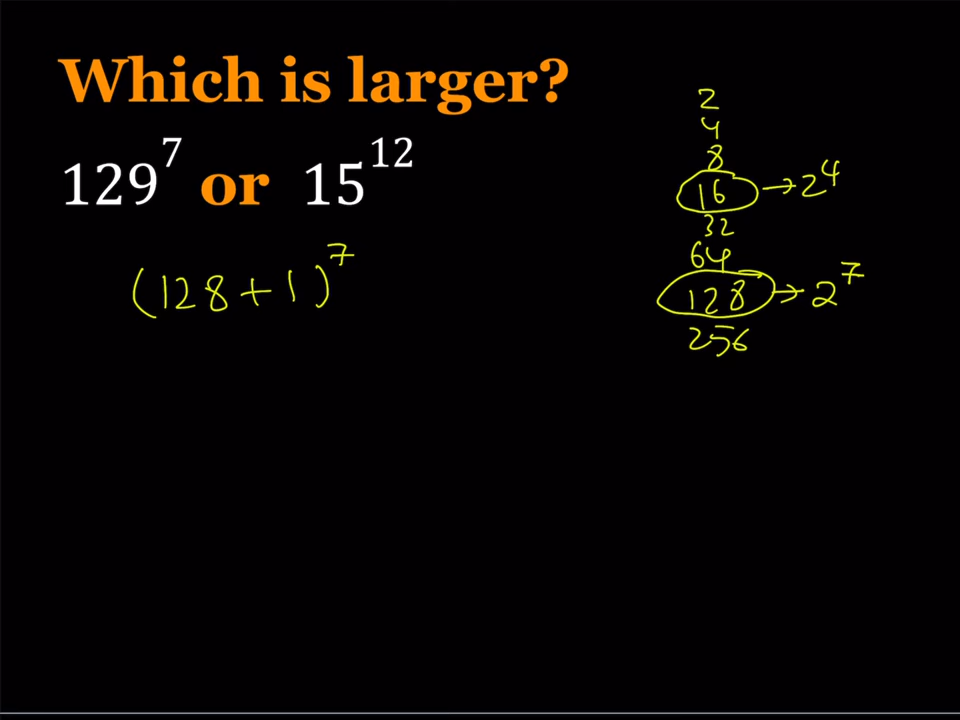 Which is larger?
129^7 or 15^12
(128+1)^7
2
4
8
16 → 2^4
32
64
128 → 2^7
256